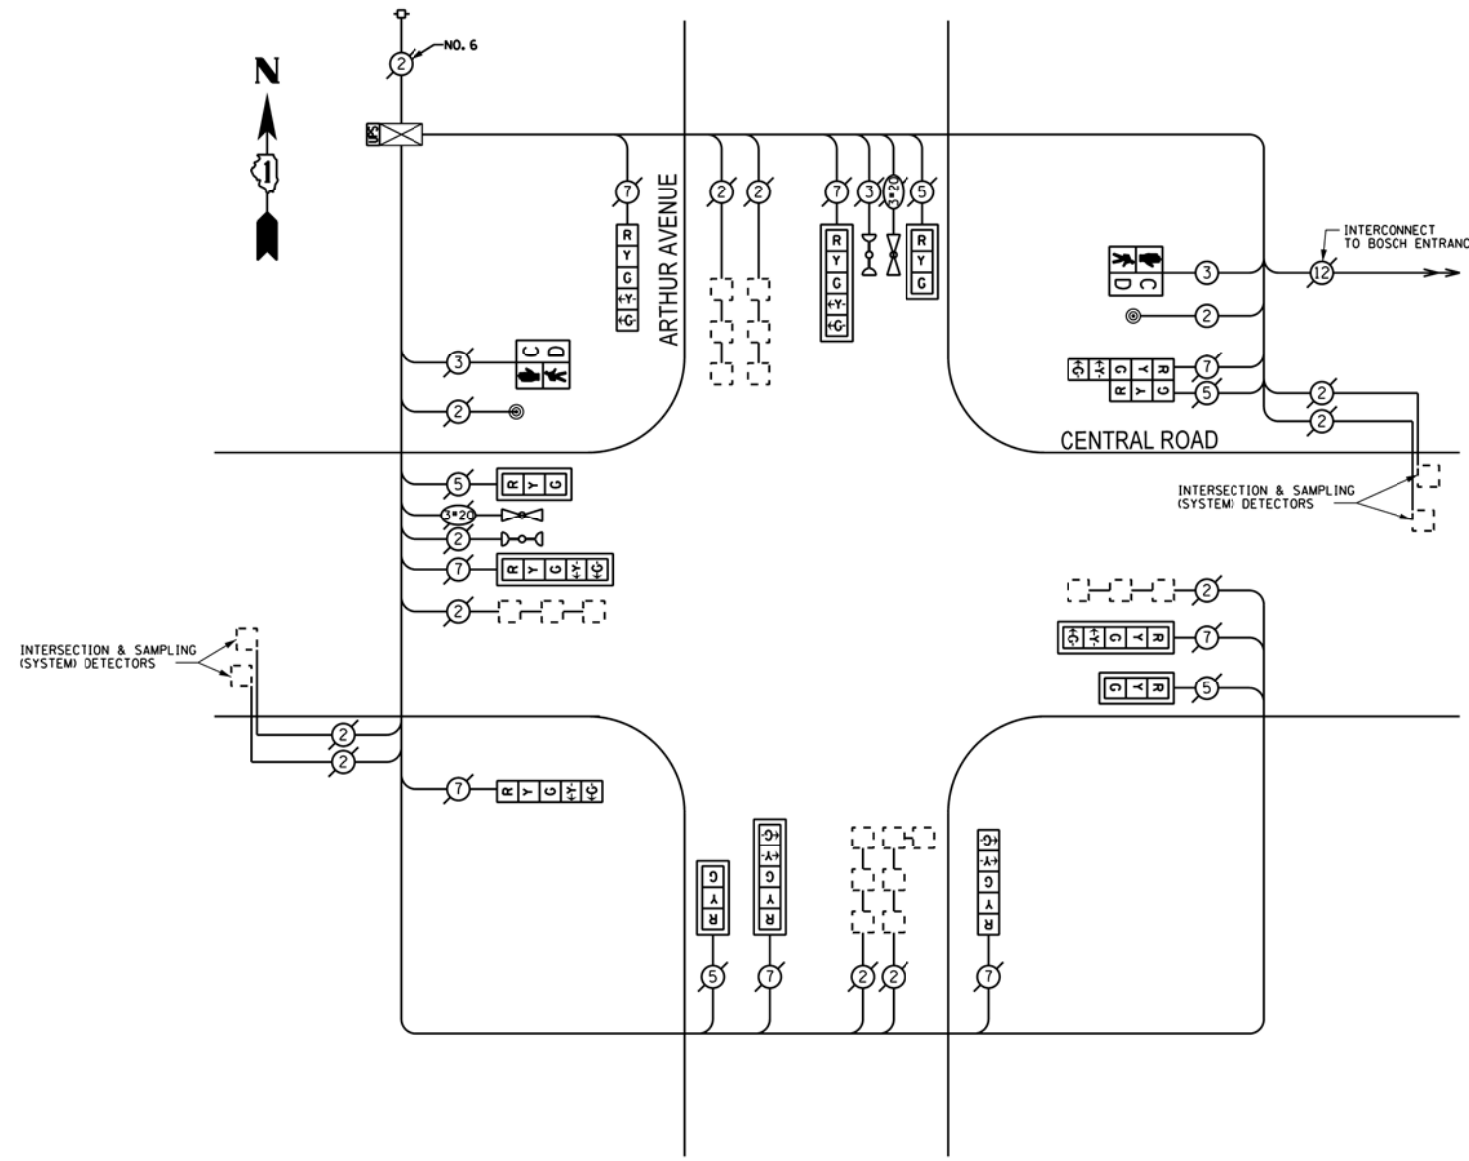 NO. 6
2
N
UPS
1
7
2
2
7
3
3#20
5
ARTHUR AVENUE
R
Y
G
←Y-
←G-
R
Y
G
←Y-
←G-
R
Y
G
INTERCONNECT
TO BOSCH ENTRANC
12
C
D
3
2
3
C D
2
R Y G ←Y- ←G-
7
R Y G
5
2
2
CENTRAL ROAD
5
R Y G
3#20
2
7
R Y G ←Y- ←G-
2
INTERSECTION & SAMPLING
(SYSTEM) DETECTORS
2
R Y G ←Y- ←G-
7
R Y G
5
INTERSECTION & SAMPLING
(SYSTEM) DETECTORS
2
2
7
R Y G ←Y- ←G-
R
Y
G
R
Y
G
←Y-
←G-
R
Y
G
←Y-
←G-
5
7
2
2
7